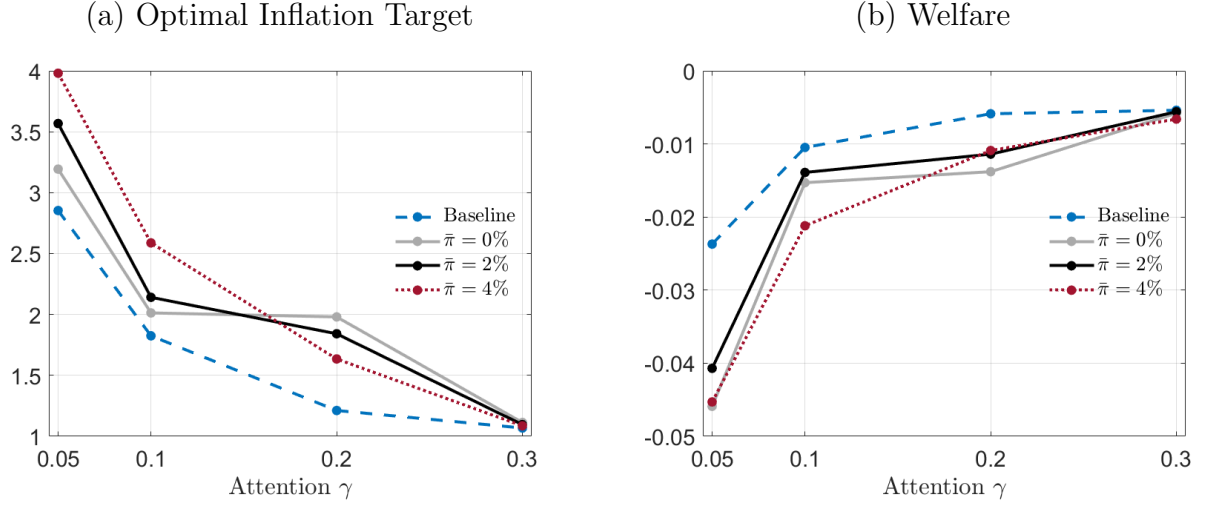 (a) Optimal Inflation Target
4
3.5
3
2.5
2
1.5
1
0.05 0.1 0.2 0.3
Attention γ
Baseline
π̄ = 0%
π̄ = 2%
π̄ = 4%
(b) Welfare
0
-0.01
-0.02
-0.03
-0.04
-0.05
0.05 0.1 0.2 0.3
Attention γ
Baseline
π̄ = 0%
π̄ = 2%
π̄ = 4%